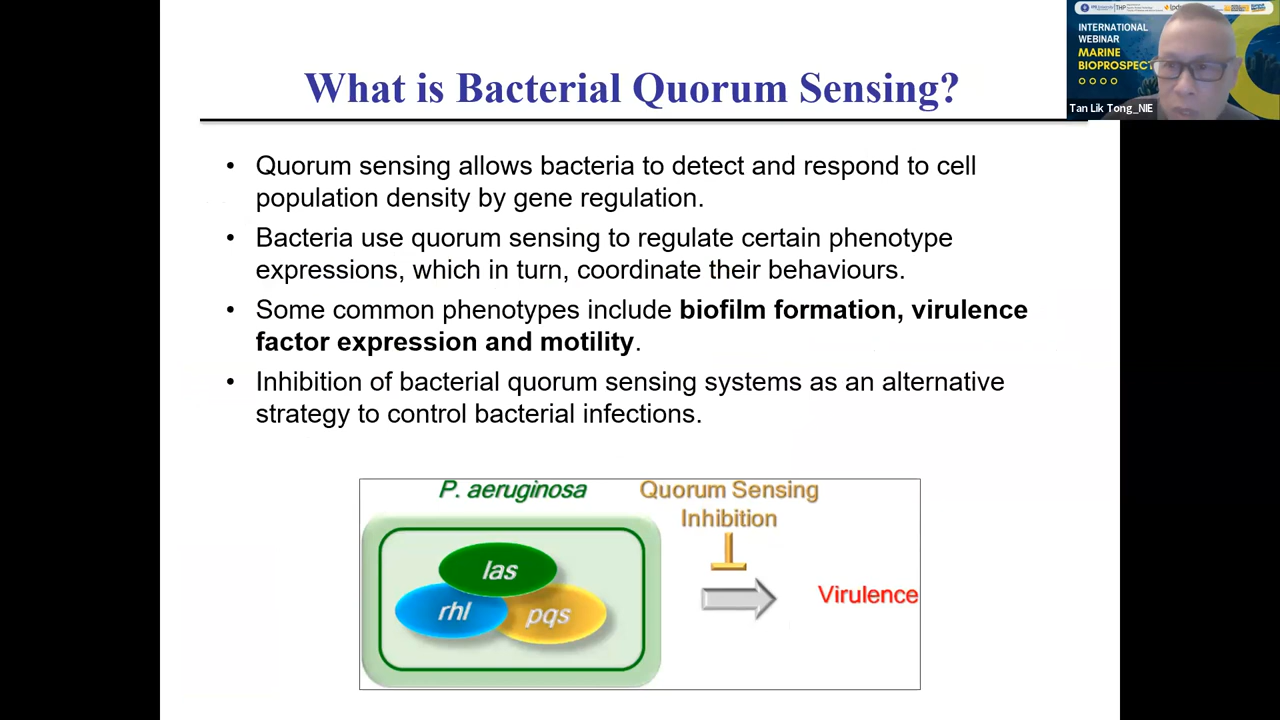 What is Bacterial Quorum Sensing?
INTERNATIONAL
WEBINAR
MARINE
BIOPROSPECT
Tan Lik Tong_NIE
• Quorum sensing allows bacteria to detect and respond to cell
population density by gene regulation.
• Bacteria use quorum sensing to regulate certain phenotype
expressions, which in turn, coordinate their behaviours.
• Some common phenotypes include biofilm formation, virulence
factor expression and motility.
• Inhibition of bacterial quorum sensing systems as an alternative
strategy to control bacterial infections.
P. aeruginosa
Quorum Sensing
Inhibition
las
rhl
pqs
Virulence